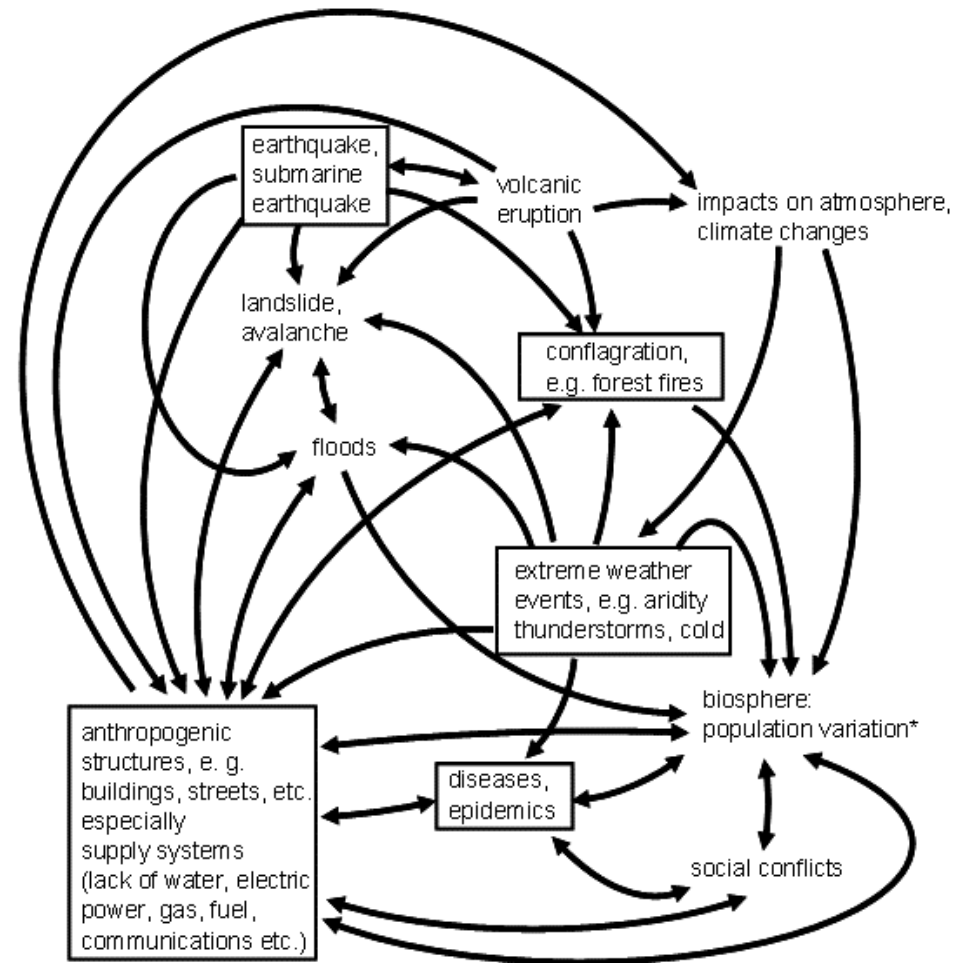 earthquake,
submarine
earthquake
volcanic
eruption
impacts on atmosphere,
climate changes
landslide,
avalanche
conflagration,
e.g. forest fires
floods
extreme weather
events, e.g. aridity
thunderstorms, cold
biosphere:
population variation*
anthropogenic
structures, e. g.
buildings, streets, etc.
especially
supply systems
(lack of water, electric
power, gas, fuel,
communications etc.)
diseases,
epidemics
social conflicts